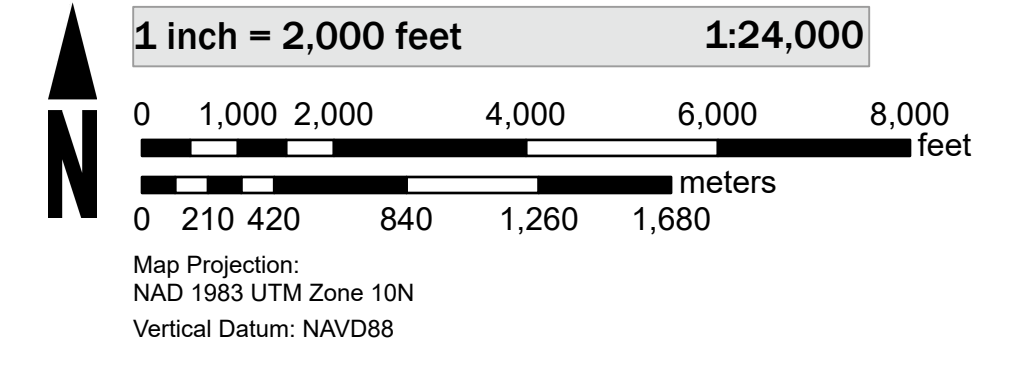 1 inch = 2,000 feet 1:24,000
0 1,000 2,000 4,000 6,000 8,000
feet
meters
0 210 420 840 1,260 1,680
N
Map Projection:
NAD 1983 UTM Zone 10N
Vertical Datum: NAVD88